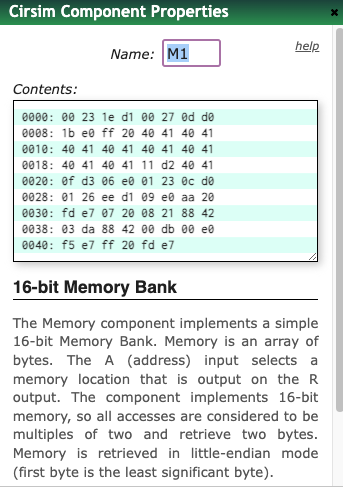 Cirsim Component Properties ×
Name: M1 help
Contents:
0000: 00 23 1e d1 00 27 0d d0
0008: 1b e0 ff 20 40 41 40 41
0010: 40 41 40 41 40 41 40 41
0018: 40 41 40 41 11 d2 40 41
0020: 0f d3 06 e0 01 23 0c d0
0028: 01 26 ee d1 09 e0 aa 20
0030: fd e7 07 20 08 21 88 42
0038: 03 da 88 42 00 db 00 e0
0040: f5 e7 ff 20 fd e7
16-bit Memory Bank
The Memory component implements a simple
16-bit Memory Bank. Memory is an array of
bytes. The A (address) input selects a
memory location that is output on the R
output. The component implements 16-bit
memory, so all accesses are considered to be
multiples of two and retrieve two bytes.
Memory is retrieved in little-endian mode
(first byte is the least significant byte).